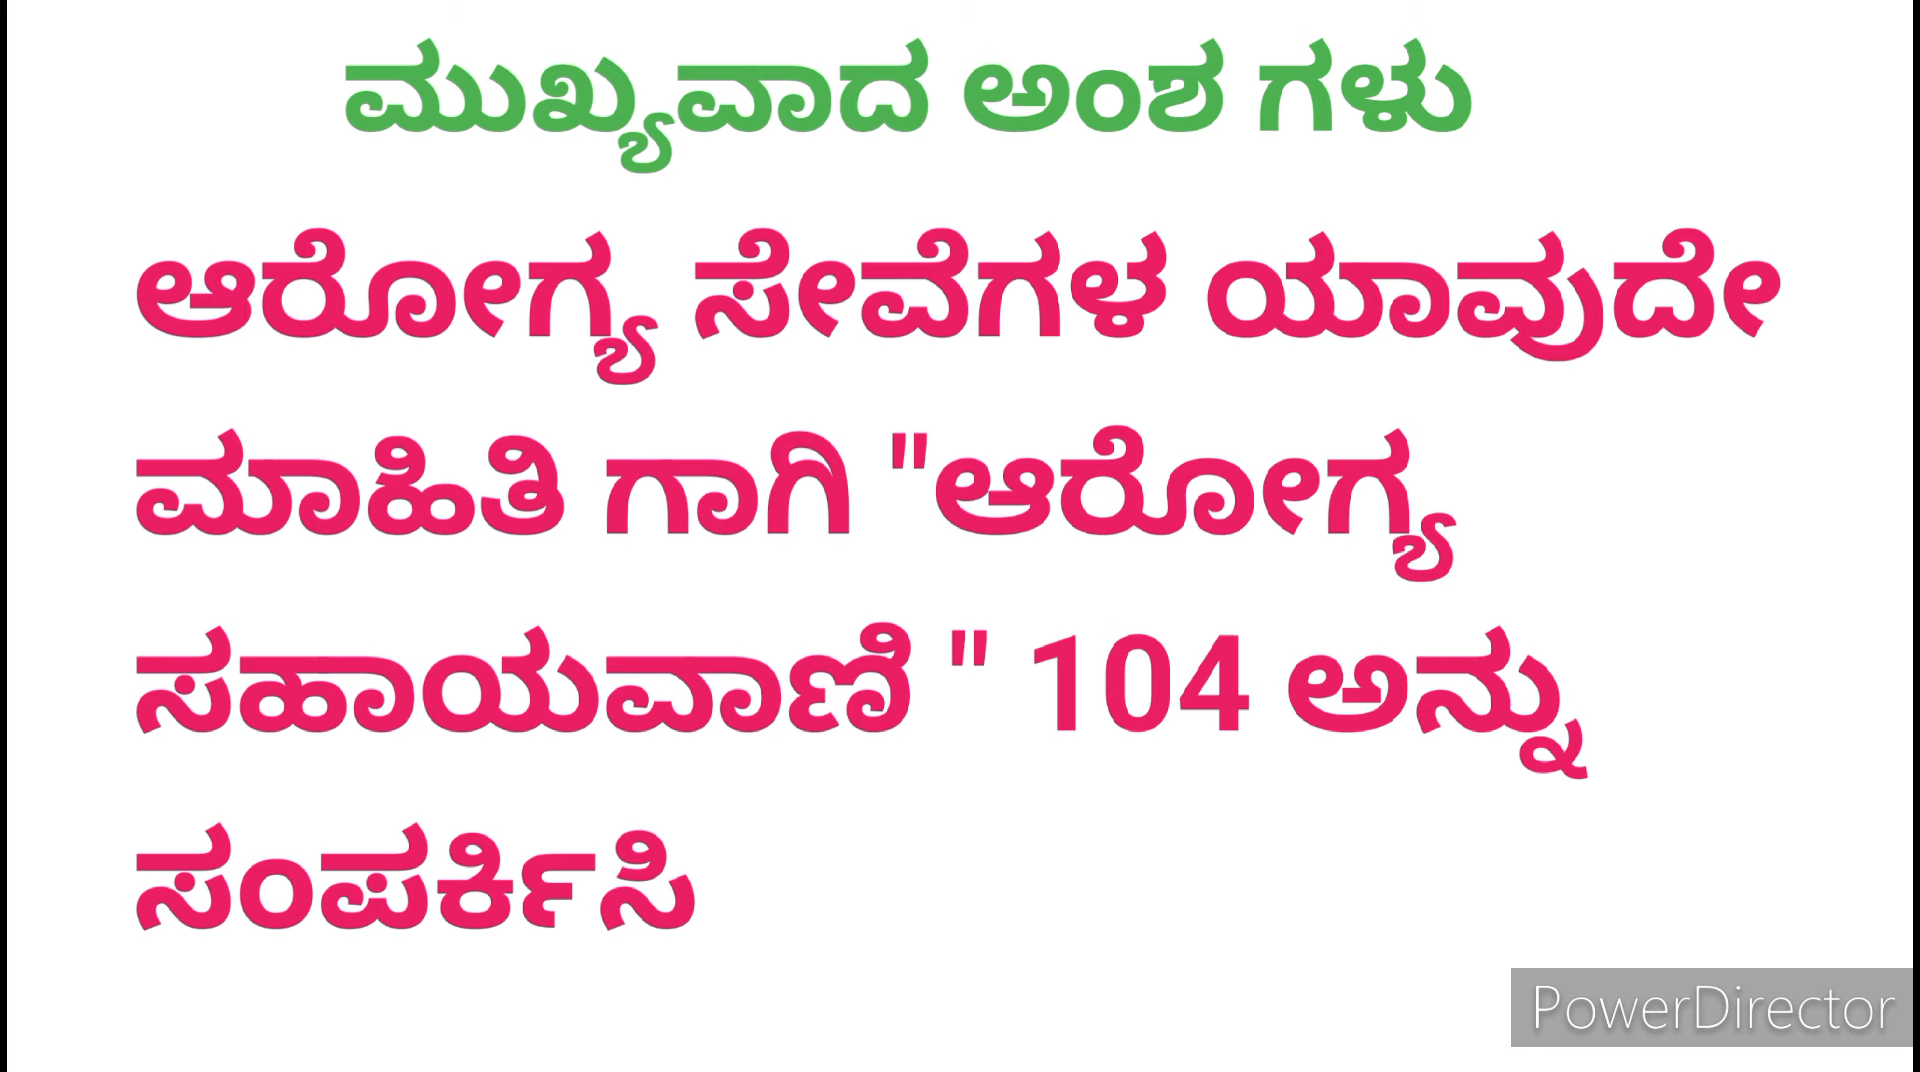 ಮುಖ್ಯವಾದ ಅಂಶ ಗಳು
ಆರೋಗ್ಯ ಸೇವೆಗಳ ಯಾವುದೇ
ಮಾಹಿತಿ ಗಾಗಿ "ಆರೋಗ್ಯ
ಸಹಾಯವಾಣಿ " 104 ಅನ್ನು
ಸಂಪರ್ಕಿಸಿ
PowerDirector